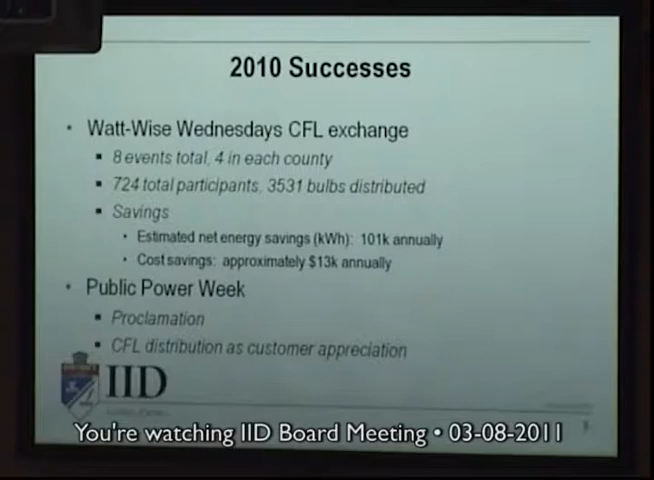 2010 Successes
• Watt-Wise Wednesdays CFL exchange
▪ 8 events total, 4 in each county
▪ 724 total participants, 3531 bulbs distributed
▪ Savings
• Estimated net energy savings (kWh): 101k annually
• Cost savings: approximately $13k annually
• Public Power Week
▪ Proclamation
▪ CFL distribution as customer appreciation
IID
You're watching IID Board Meeting • 03-08-2011